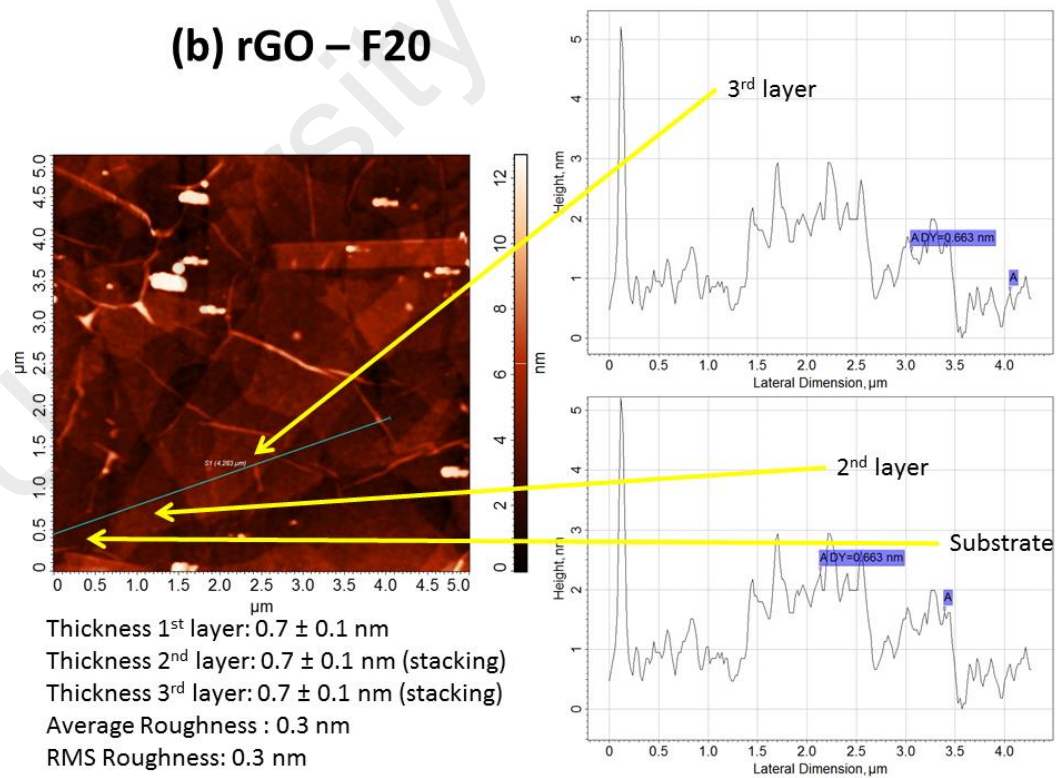 (b) rGO – F20
3rd layer
2nd layer
Substrate
5.0
4.5
4.0
3.5
3.0
2.5
2.0
1.5
1.0
0.5
0
µm
0 0.5 1.0 1.5 2.0 2.5 3.0 3.5 4.0 4.5 5.0
µm
S1 (4.263 µm)
12
10
8
6
4
2
0
nm
Thickness 1st layer: 0.7 ± 0.1 nm
Thickness 2nd layer: 0.7 ± 0.1 nm (stacking)
Thickness 3rd layer: 0.7 ± 0.1 nm (stacking)
Average Roughness : 0.3 nm
RMS Roughness: 0.3 nm
5
4
3
2
1
0
Height, nm
A DY=0.663 nm
A
0 0.5 1.0 1.5 2.0 2.5 3.0 3.5 4.0
Lateral Dimension, µm
5
4
3
2
1
0
Height, nm
A DY=0.663 nm
A
0 0.5 1.0 1.5 2.0 2.5 3.0 3.5 4.0
Lateral Dimension, µm